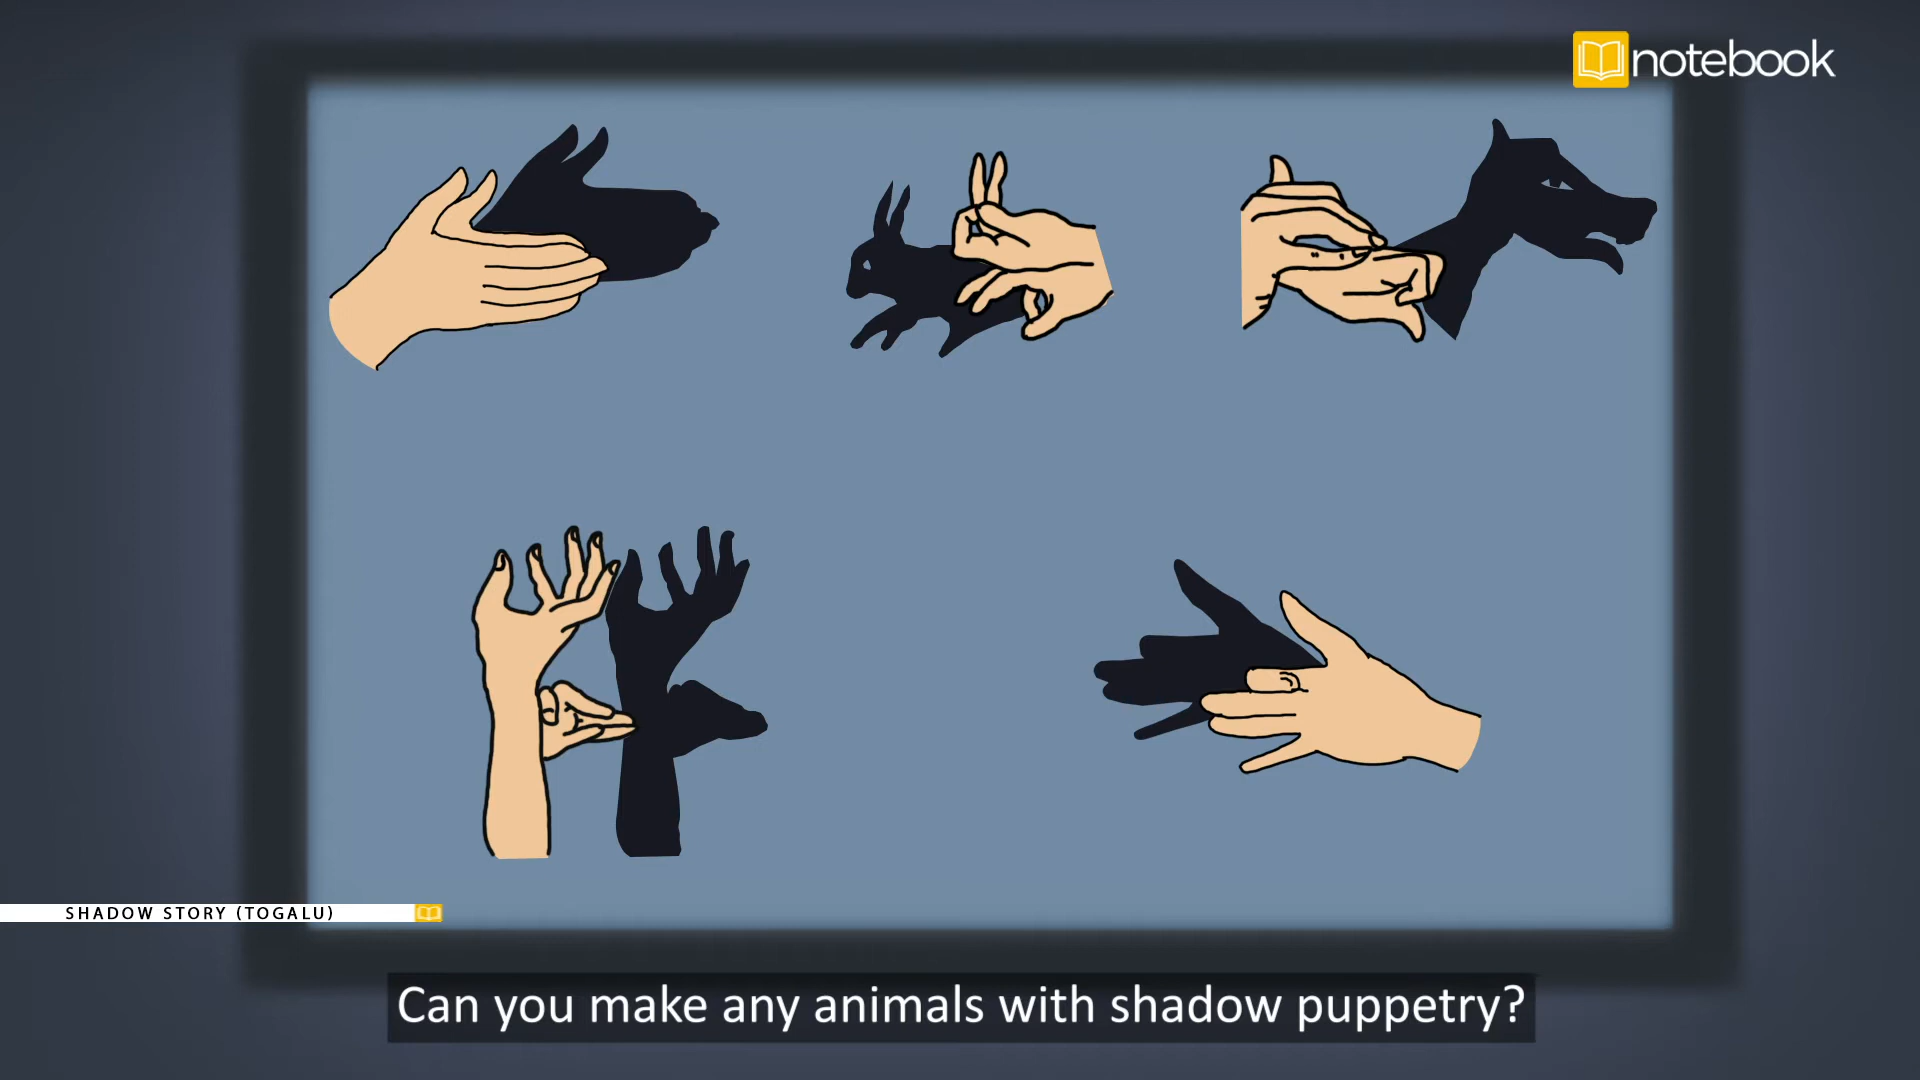 notebook
SHADOW STORY (TOGALU)
Can you make any animals with shadow puppetry?